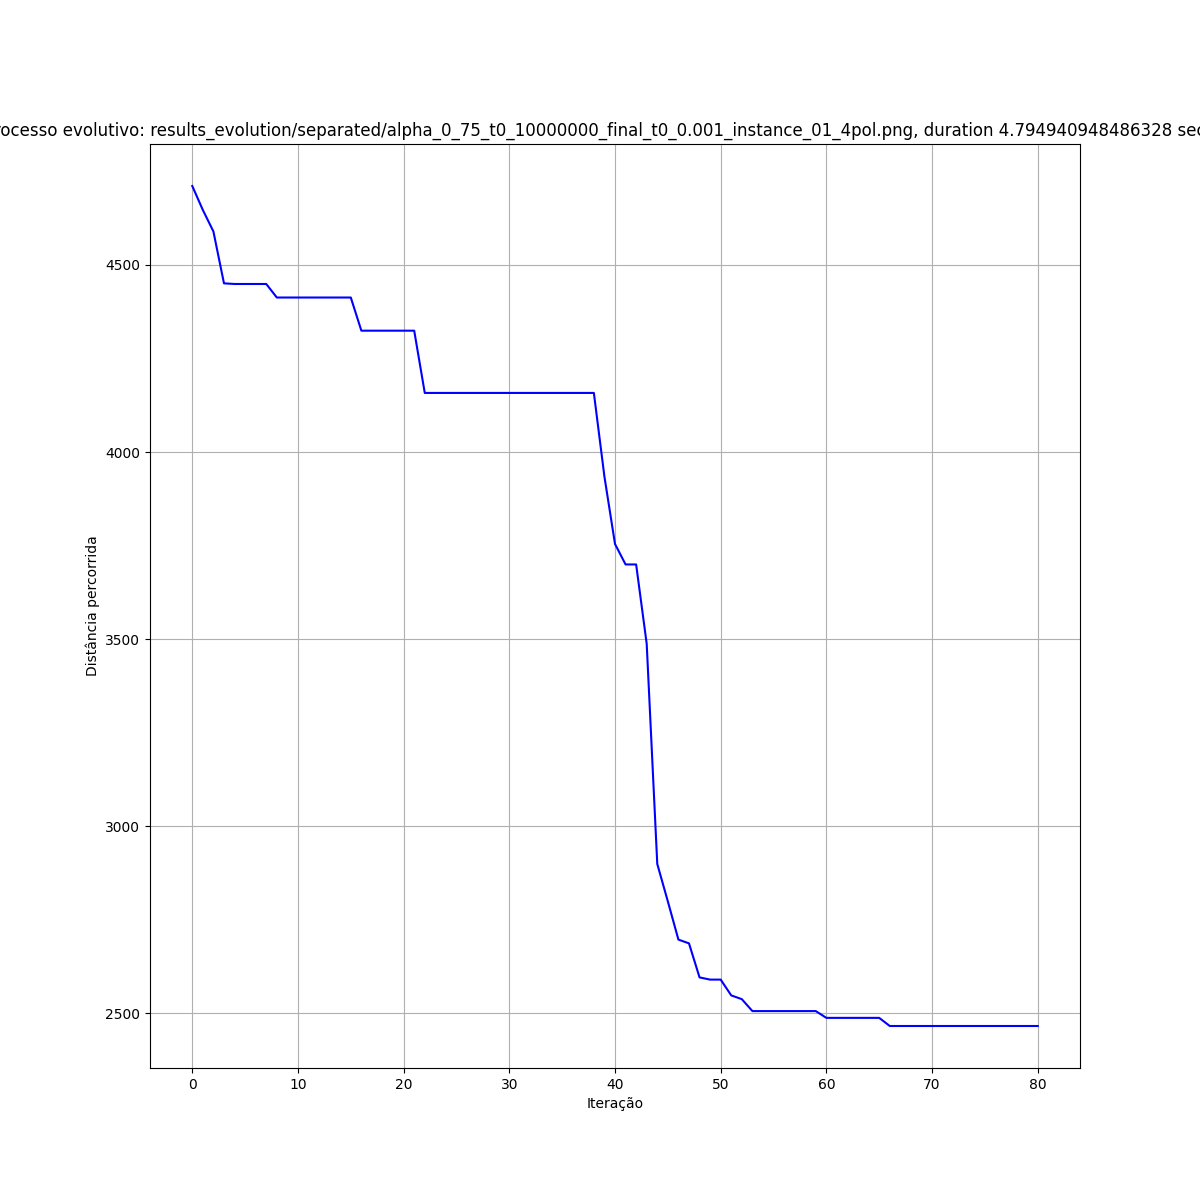 ocesso evolutivo: results_evolution/separated/alpha_0_75_t0_10000000_final_t0_0.001_instance_01_4pol.png, duration 4.794940948486328 sec
4500
4000
3500
3000
2500
Distância percorrida
0 10 20 30 40 50 60 70 80
Iteração